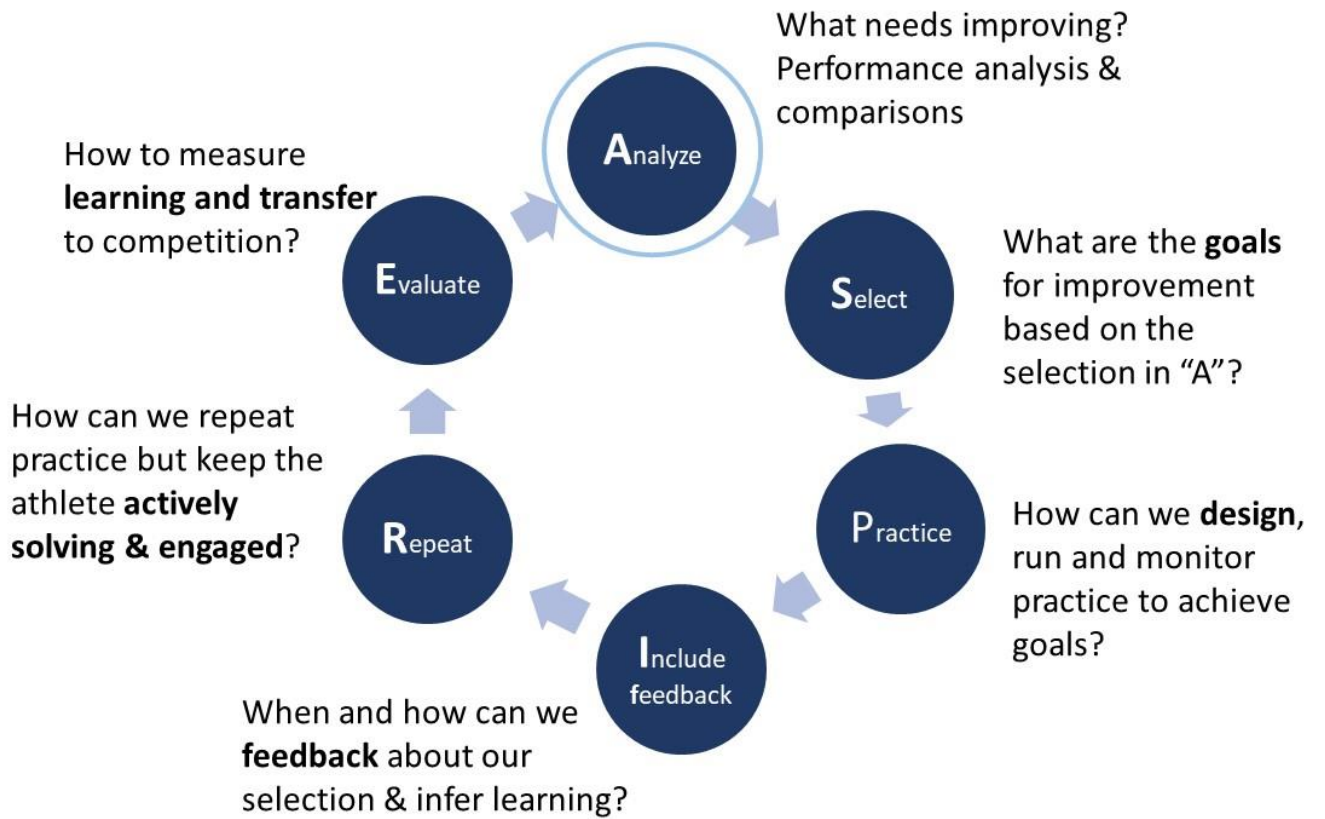 What needs improving?
Performance analysis &
comparisons
Analyze
How to measure
learning and transfer
to competition?
Evaluate
Select
What are the goals
for improvement
based on the
selection in “A”?
How can we repeat
practice but keep the
athlete actively
solving & engaged?
Repeat
Practice
How can we design,
run and monitor
practice to achieve
goals?
Include
feedback
When and how can we
feedback about our
selection & infer learning?